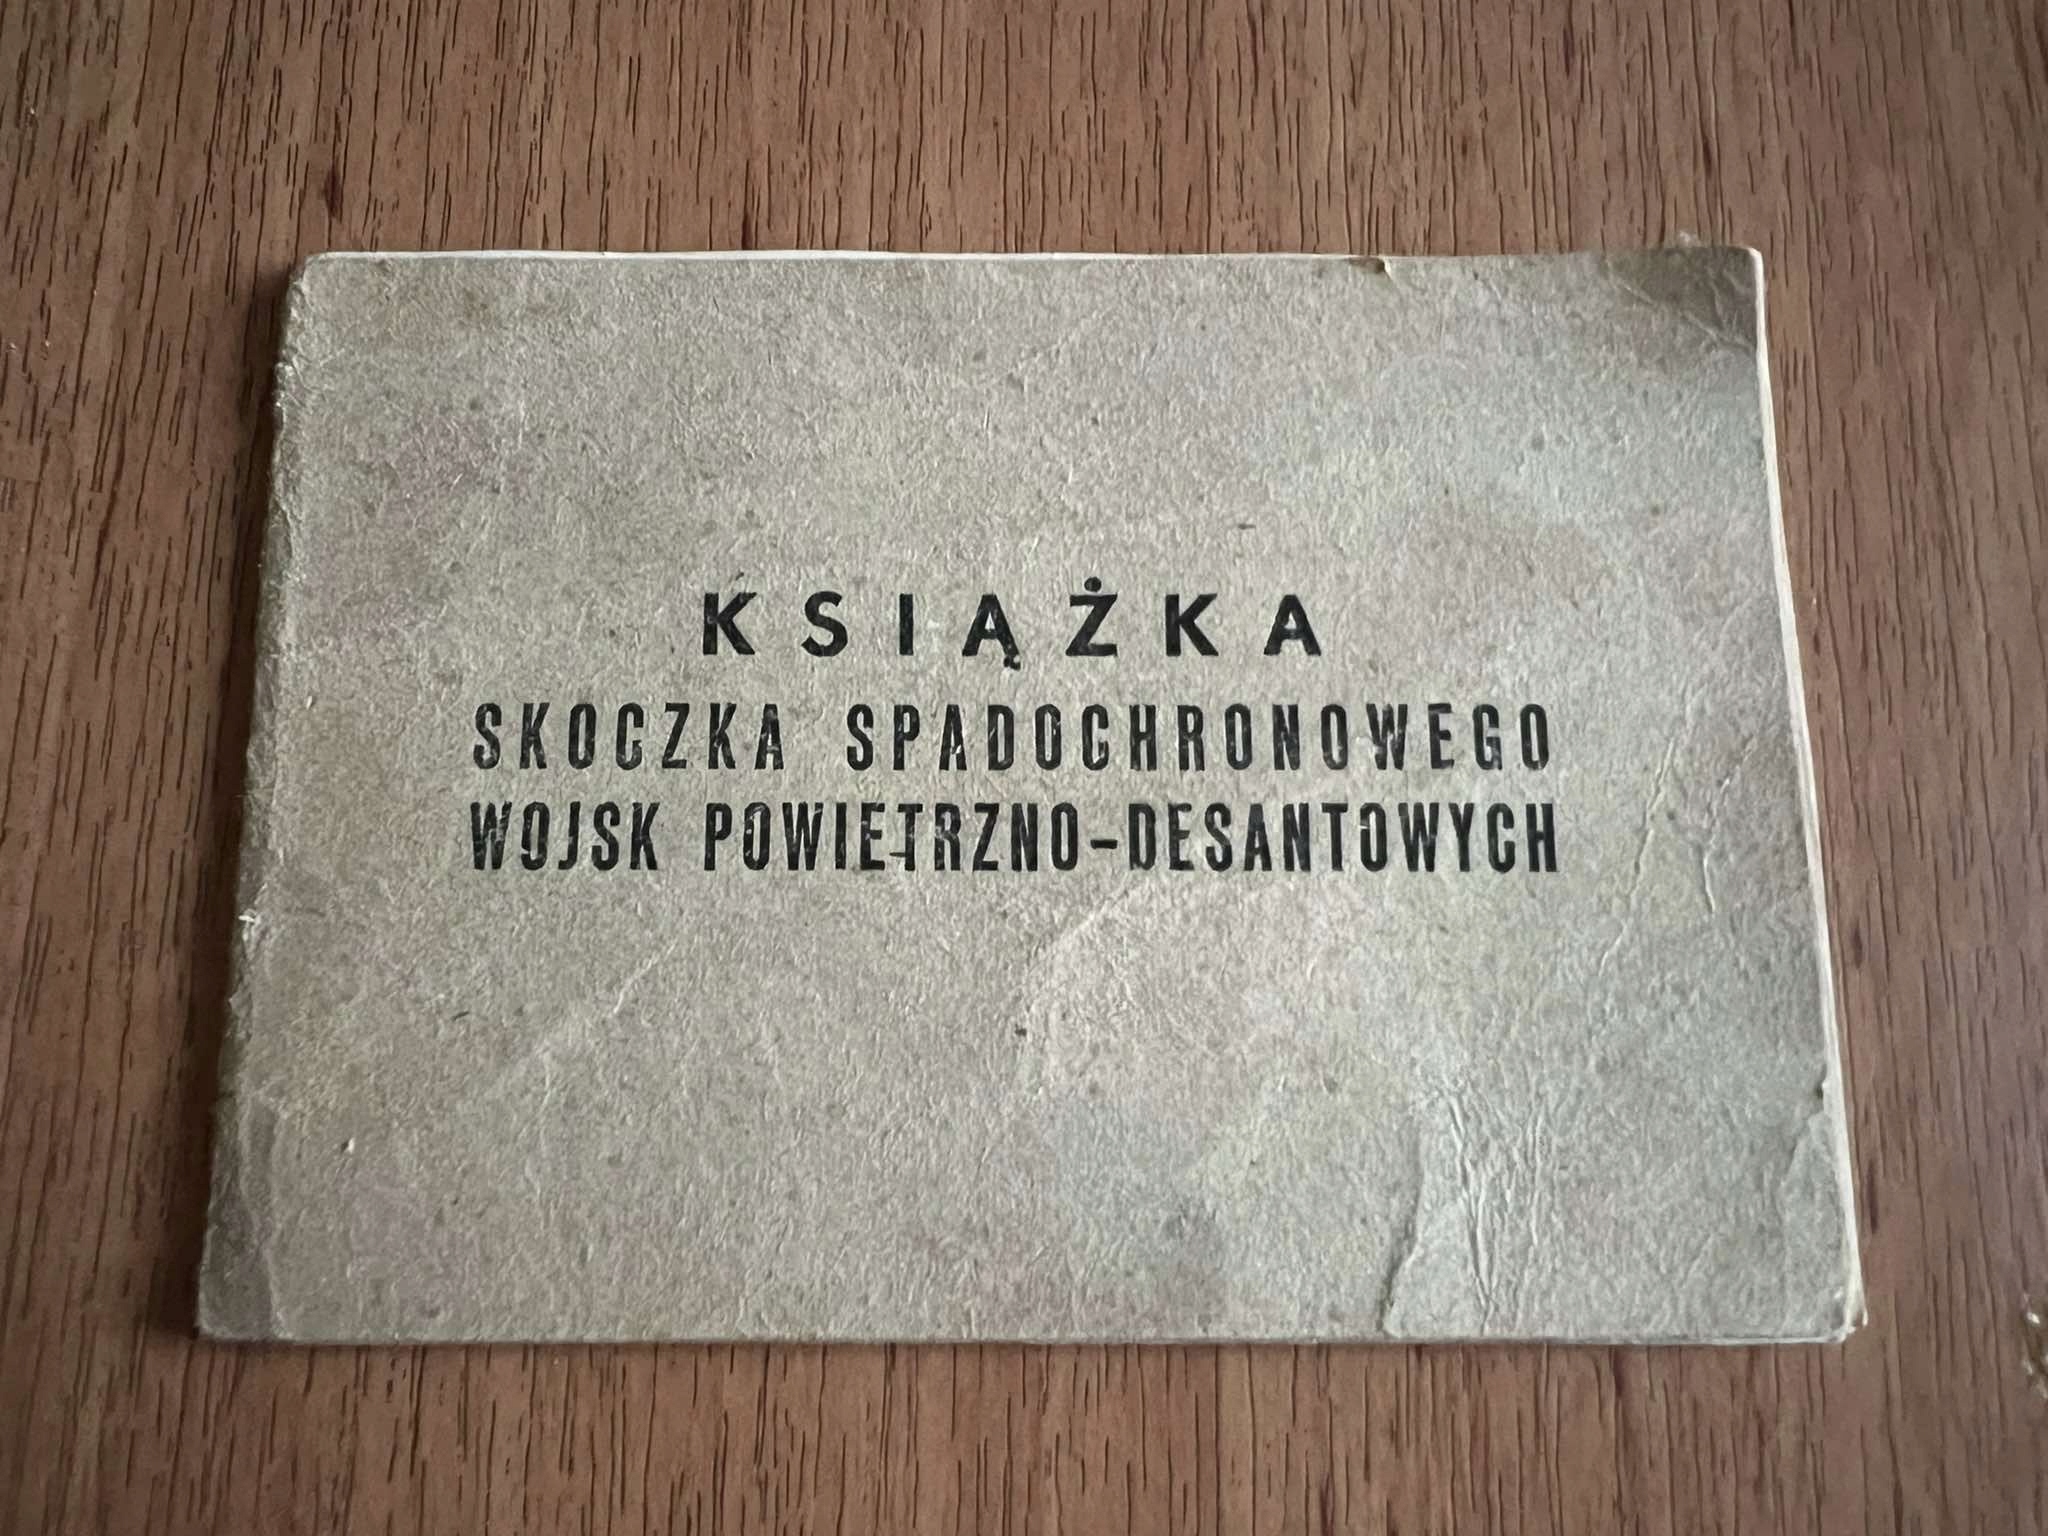 KSIĄŻKA
SKOCZKA SPADOCHRONOWEGO
WOJSK POWIETRZNO-DESANTOWYCH